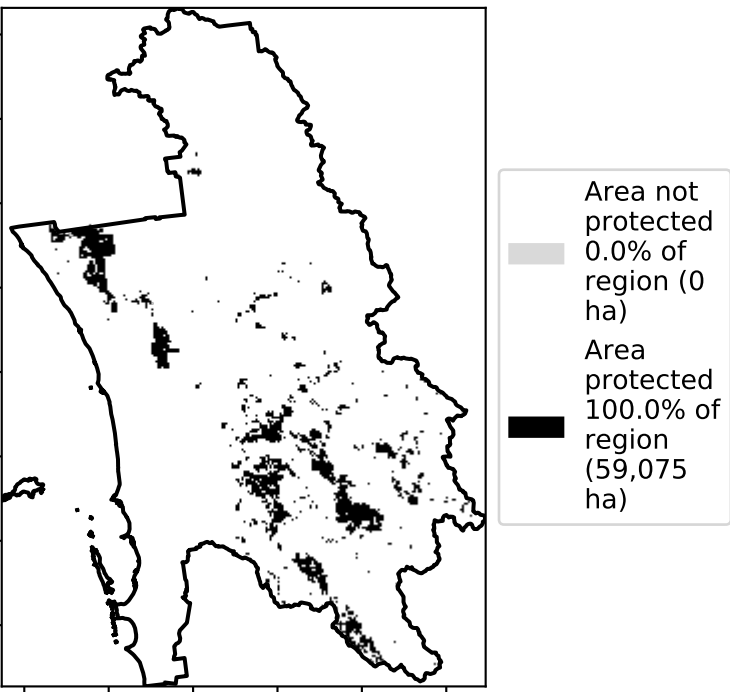 Area not
protected
0.0% of
region (0
ha)
Area
protected
100.0% of
region
(59,075
ha)